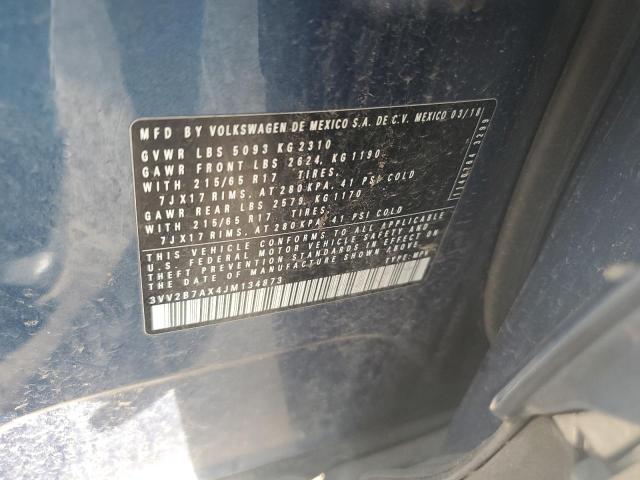 MFD BY VOLKSWAGEN DE MEXICO S.A. DE C.V. MEXICO 03/18
GVWR LBS 5093 KG 2310
GAWR FRONT LBS 2624, KG 1190
WITH 215/65 R17 TIRES,
7JX17 RIMS, AT 280 KPA, 41 PSI COLD
GAWR REAR LBS 2579, KG 1170
WITH 215/65 R17 TIRES,
7JX17 RIMS, AT 280 KPA, 41 PSI COLD
THIS VEHICLE CONFORMS TO ALL APPLICABLE
U.S. FEDERAL MOTOR VEHICLE SAFETY AND
THEFT PREVENTION STANDARDS IN EFFECT ON
THE DATE OF MANUFACTURE SHOWN ABOVE.
3VV2B7AX4JM134873 TYPE: MPV